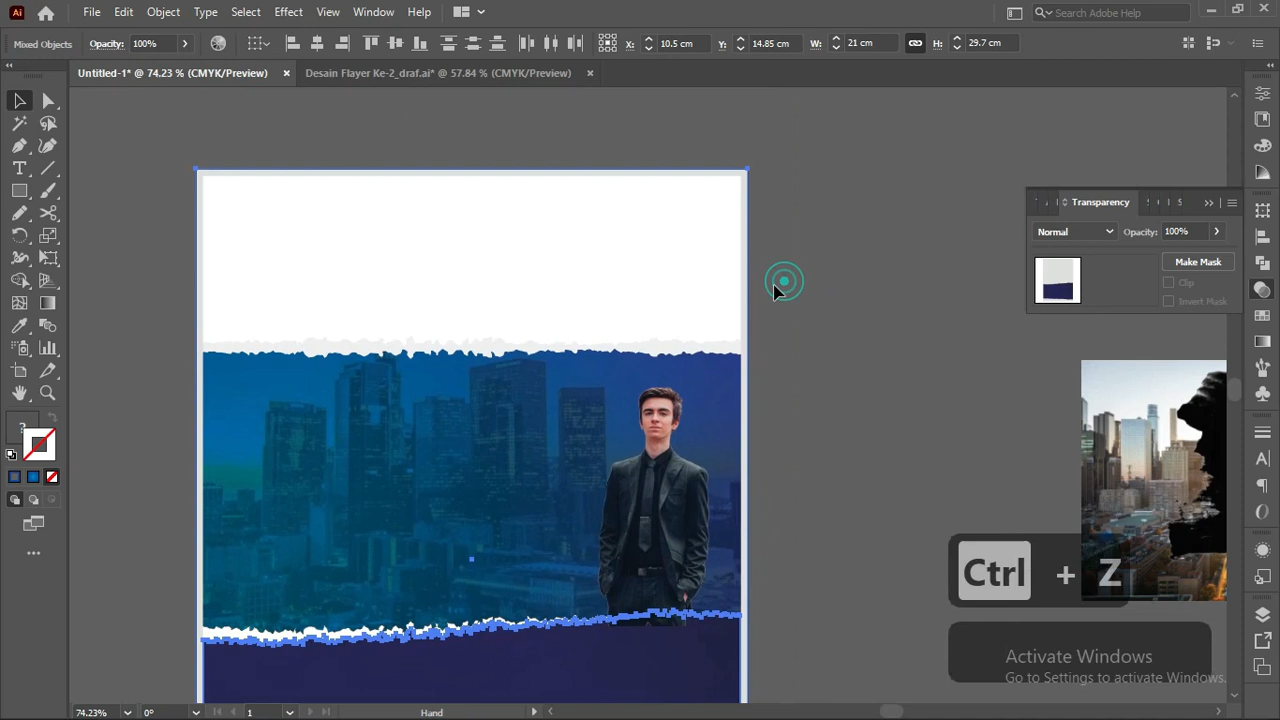 Ai File Edit Object Type Select Effect View Window Help Search Adobe Help
Mixed Objects Opacity: 100% X: 10.5 cm Y: 14.85 cm W: 21 cm H: 29.7 cm
Untitled-1* @ 74.23 % (CMYK/Preview) Desain Flayer Ke-2_draf.ai* @ 57.84 % (CMYK/Preview)
Transparency
Normal Opacity: 100%
Make Mask
Clip
Invert Mask
?
Ctrl + Z
Activate Windows
Go to Settings to activate Windows.
74.23% 0° 1 Hand